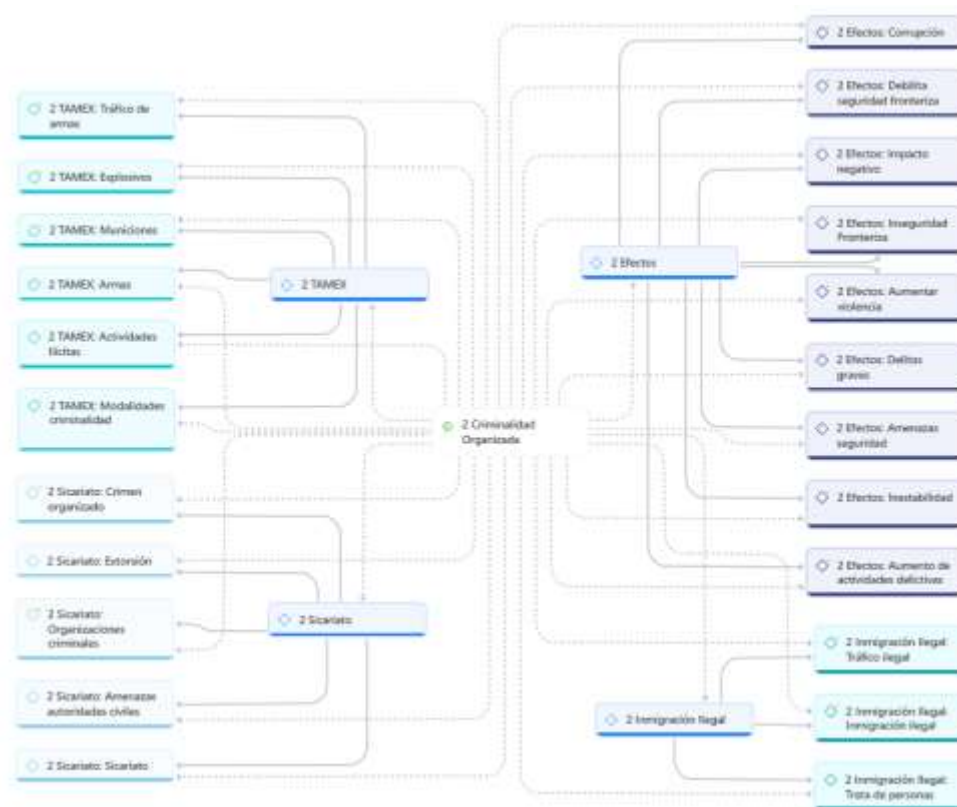 2 Efectos: Corrupción
2 Efectos: Debilita
seguridad fronteriza
2 Efectos: Impacto
negativo
2 Efectos: Inseguridad
Fronteriza
2 Efectos: Aumentar
violencia
2 Efectos: Delitos
graves
2 Efectos: Amenazas
seguridad
2 Efectos: Inestabilidad
2 Efectos: Aumento de
actividades delictivas
2 Efectos
2 TAMEX: Tráfico de
armas
2 TAMEX: Explosivos
2 TAMEX: Municiones
2 TAMEX: Armas
2 TAMEX: Actividades
Ilícitas
2 TAMEX: Modalidades
criminalidad
2 TAMEX
2 Criminalidad
Organizada
2 Sicariato: Crimen
organizado
2 Sicariato: Extorsión
2 Sicariato:
Organizaciones
criminales
2 Sicariato: Amenazas
autoridades civiles
2 Sicariato: Sicariato
2 Sicariato
2 Inmigración Ilegal
2 Inmigración Ilegal:
Tráfico ilegal
2 Inmigración Ilegal:
Inmigración ilegal
2 Inmigración Ilegal:
Trata de personas